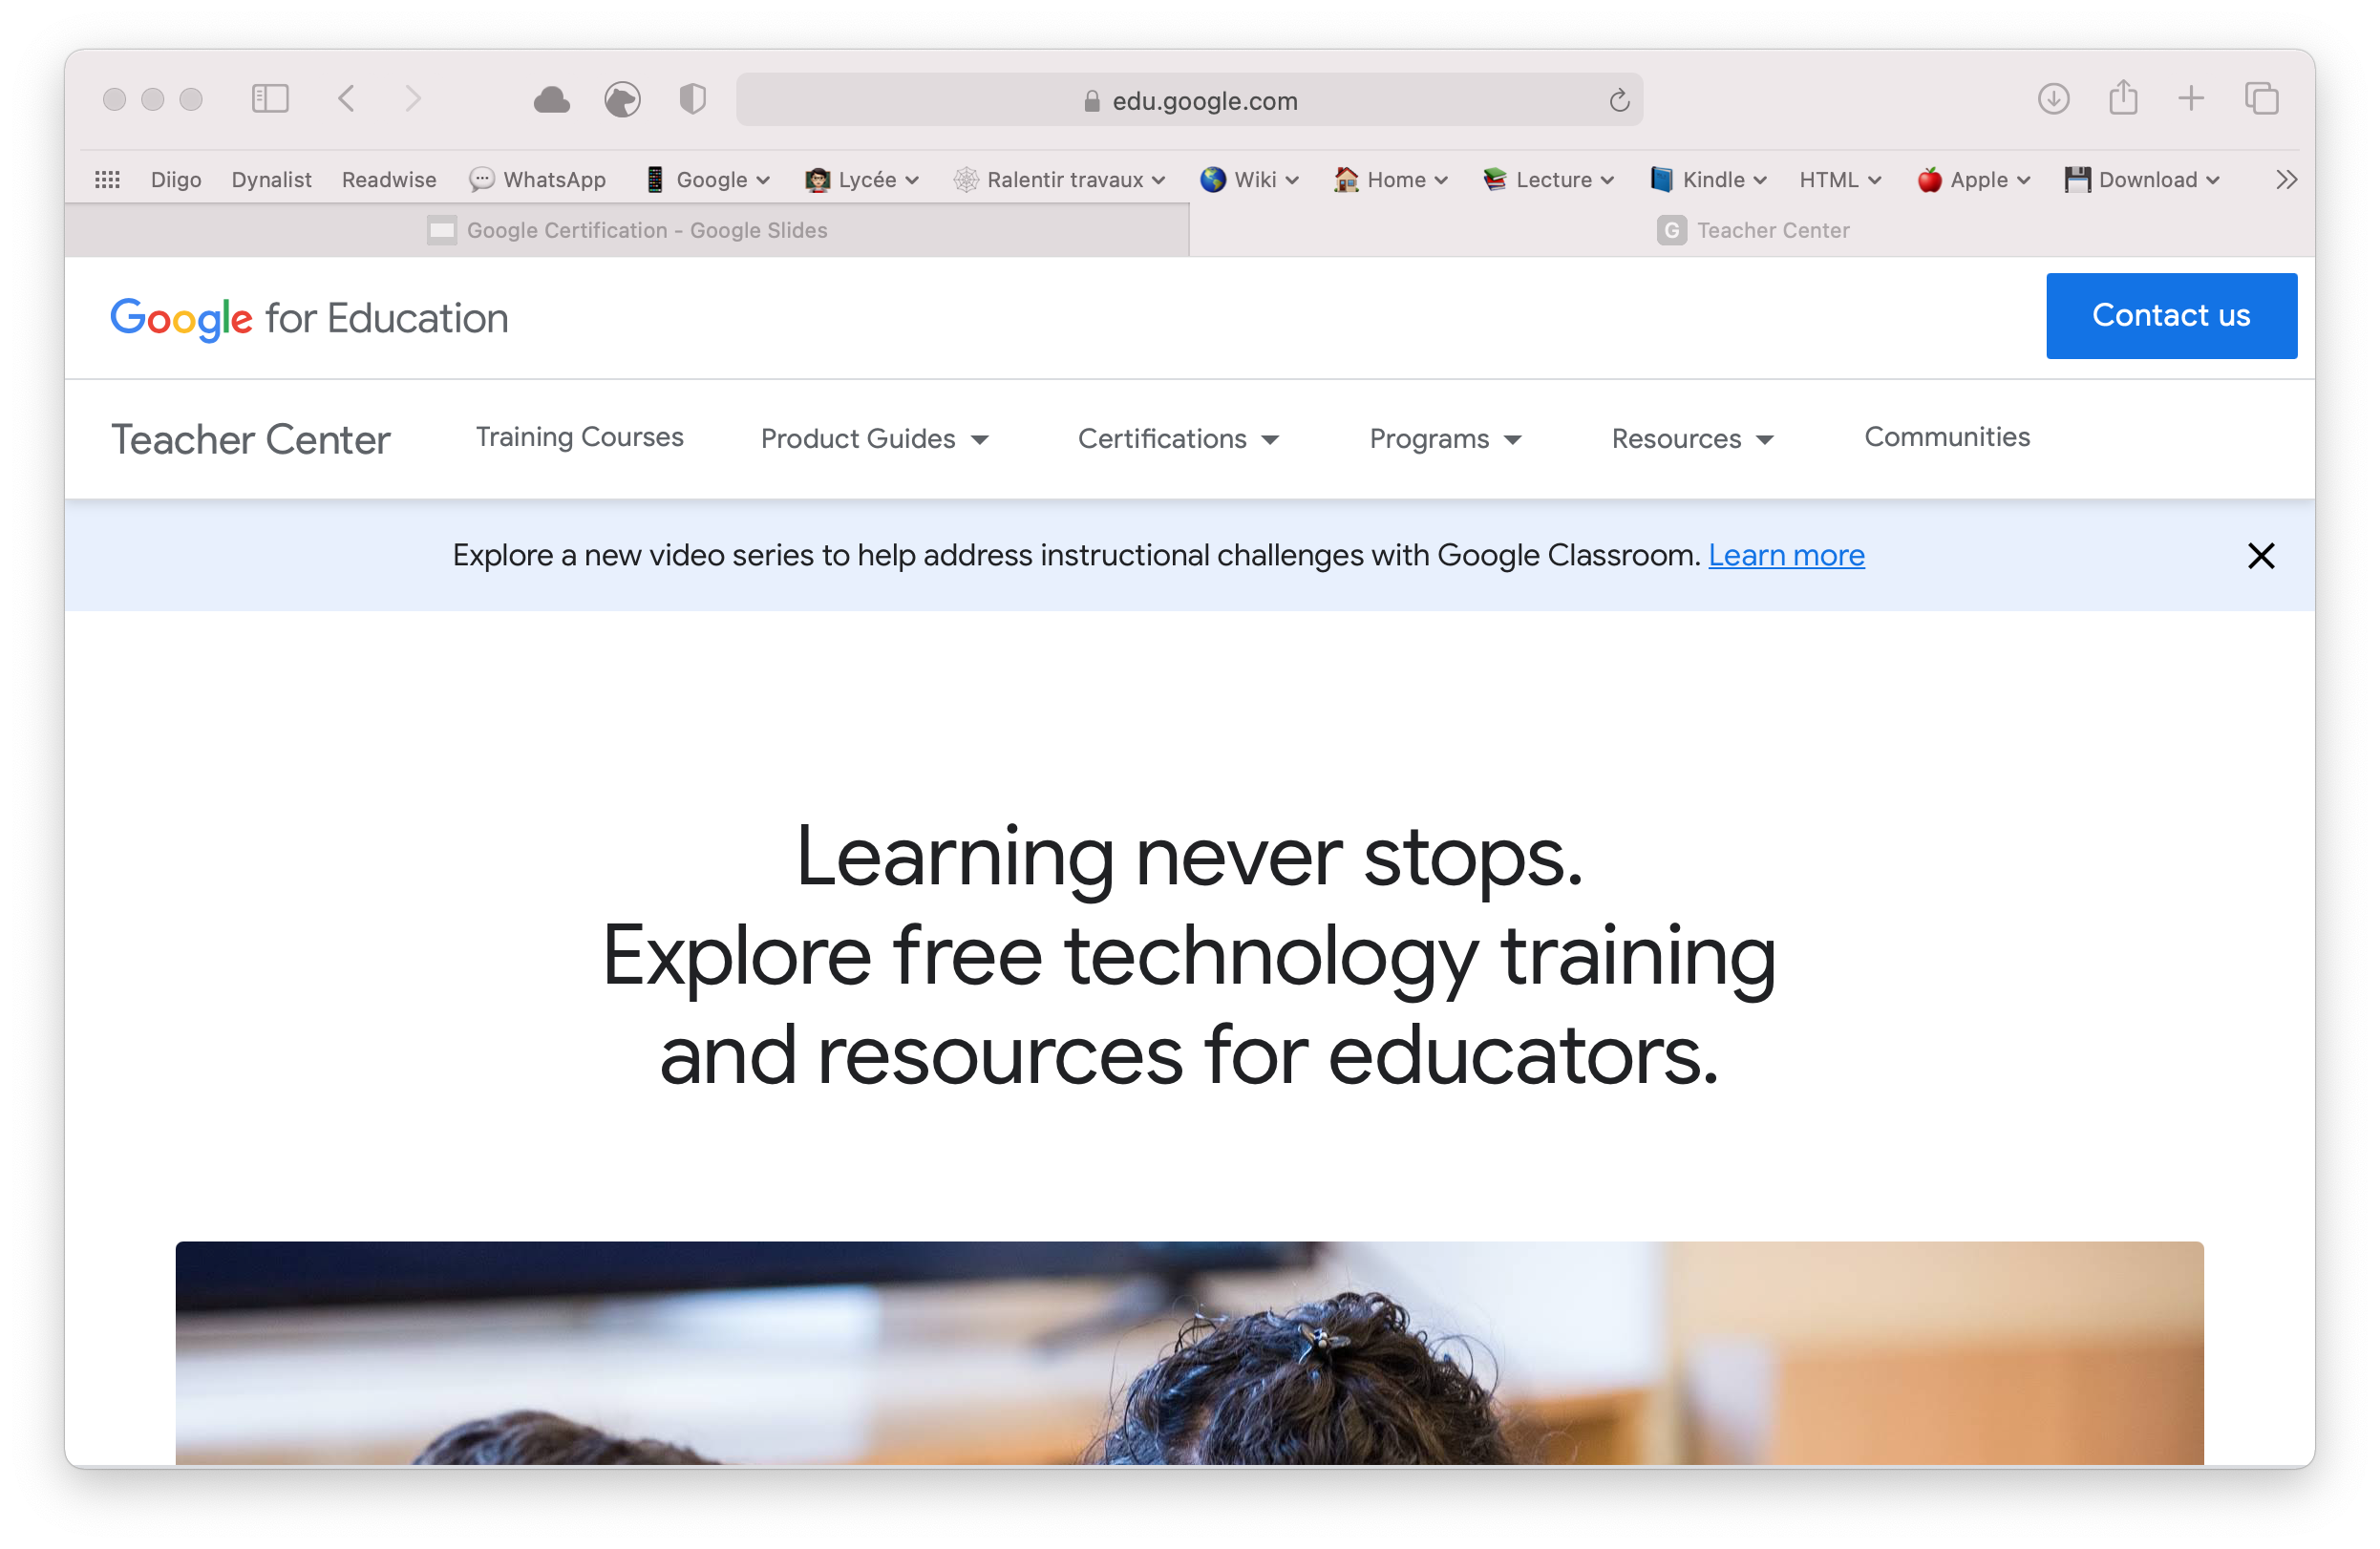 edu.google.com
Diigo Dynalist Readwise WhatsApp Google Lycée Ralentir travaux Wiki Home Lecture Kindle HTML Apple Download
Google Certification - Google Slides
G Teacher Center
Google for Education
Contact us
Teacher Center Training Courses Product Guides Certifications Programs Resources Communities
Explore a new video series to help address instructional challenges with Google Classroom. Learn more
Learning never stops.
Explore free technology training
and resources for educators.